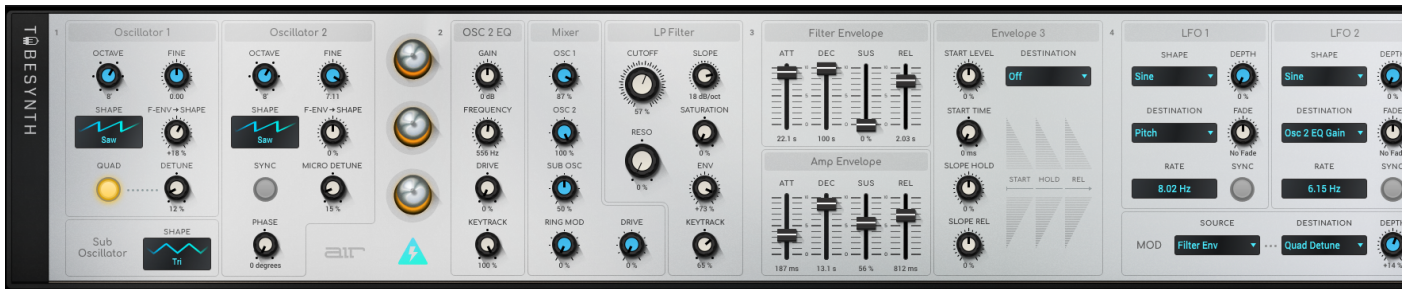 TUBESYNTH
1
Oscillator 1
Oscillator 2
2
OSC 2 EQ
Mixer
LP Filter
3
Filter Envelope
Envelope 3
4
LFO 1
LFO 2
OCTAVE
FINE
8'
0.00
SHAPE
F-ENV→SHAPE
Saw
+18 %
QUAD
DETUNE
12 %
Sub
Oscillator
SHAPE
Tri
OCTAVE
FINE
8'
7.11
SHAPE
F-ENV→SHAPE
Saw
0 %
SYNC
MICRO DETUNE
15 %
PHASE
0 degrees
air
GAIN
0 dB
FREQUENCY
556 Hz
DRIVE
0 %
KEYTRACK
100 %
OSC 1
87 %
OSC 2
100 %
SUB OSC
50 %
RING MOD
0 %
DRIVE
0 %
CUTOFF
SLOPE
57 %
18 dB/oct
RESO
SATURATION
0 %
0 %
ENV
+73 %
KEYTRACK
65 %
ATT
DEC
SUS
REL
22.1 s
100 s
0 %
2.03 s
Amp Envelope
ATT
DEC
SUS
REL
187 ms
13.1 s
56 %
812 ms
START LEVEL
DESTINATION
0 %
Off
START TIME
0 ms
SLOPE HOLD
0 %
START
HOLD
REL
SLOPE REL
0 %
SHAPE
DEPTH
Sine
0 %
DESTINATION
FADE
Pitch
No Fade
RATE
SYNC
8.02 Hz
SHAPE
DEPTH
Sine
0 %
DESTINATION
FADE
Osc 2 EQ Gain
No Fade
RATE
SYNC
6.15 Hz
SOURCE
DESTINATION
DEPTH
MOD
Filter Env
Quad Detune
+14 %